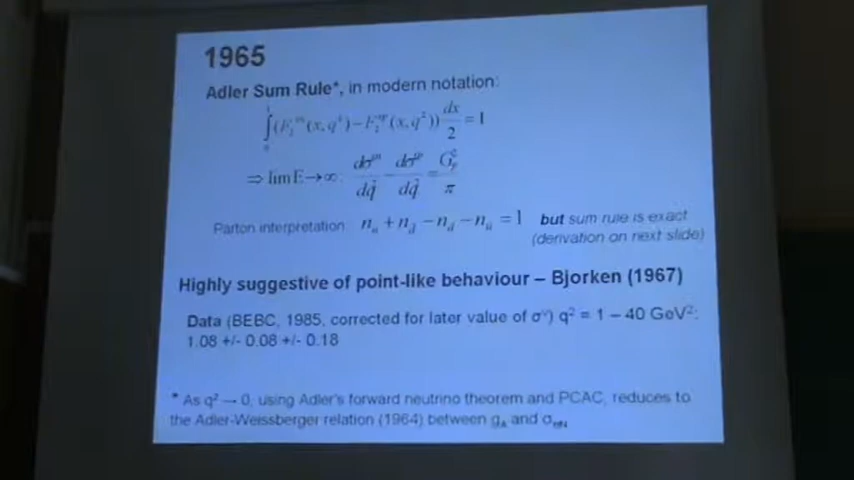 1965
Adler Sum Rule*, in modern notation:
∫(F₂^νn(x,q²) − F₂^νp(x,q²)) dx/2 = 1
⇒ lim E→∞: dσ/dq² dσ/dq² = G_F²/π
Parton interpretation: nᵤ + n_d̄ − n_d − nᵤ̄ = 1 but sum rule is exact
(derivation on next slide)
Highly suggestive of point-like behaviour – Bjorken (1967)
Data (BEBC, 1985, corrected for later value of σ^ν) q² = 1 – 40 GeV²:
1.08 +/- 0.08 +/- 0.18
* As q² → 0, using Adler's forward neutrino theorem and PCAC, reduces to
the Adler-Weissberger relation (1964) between g_A and σ_πN